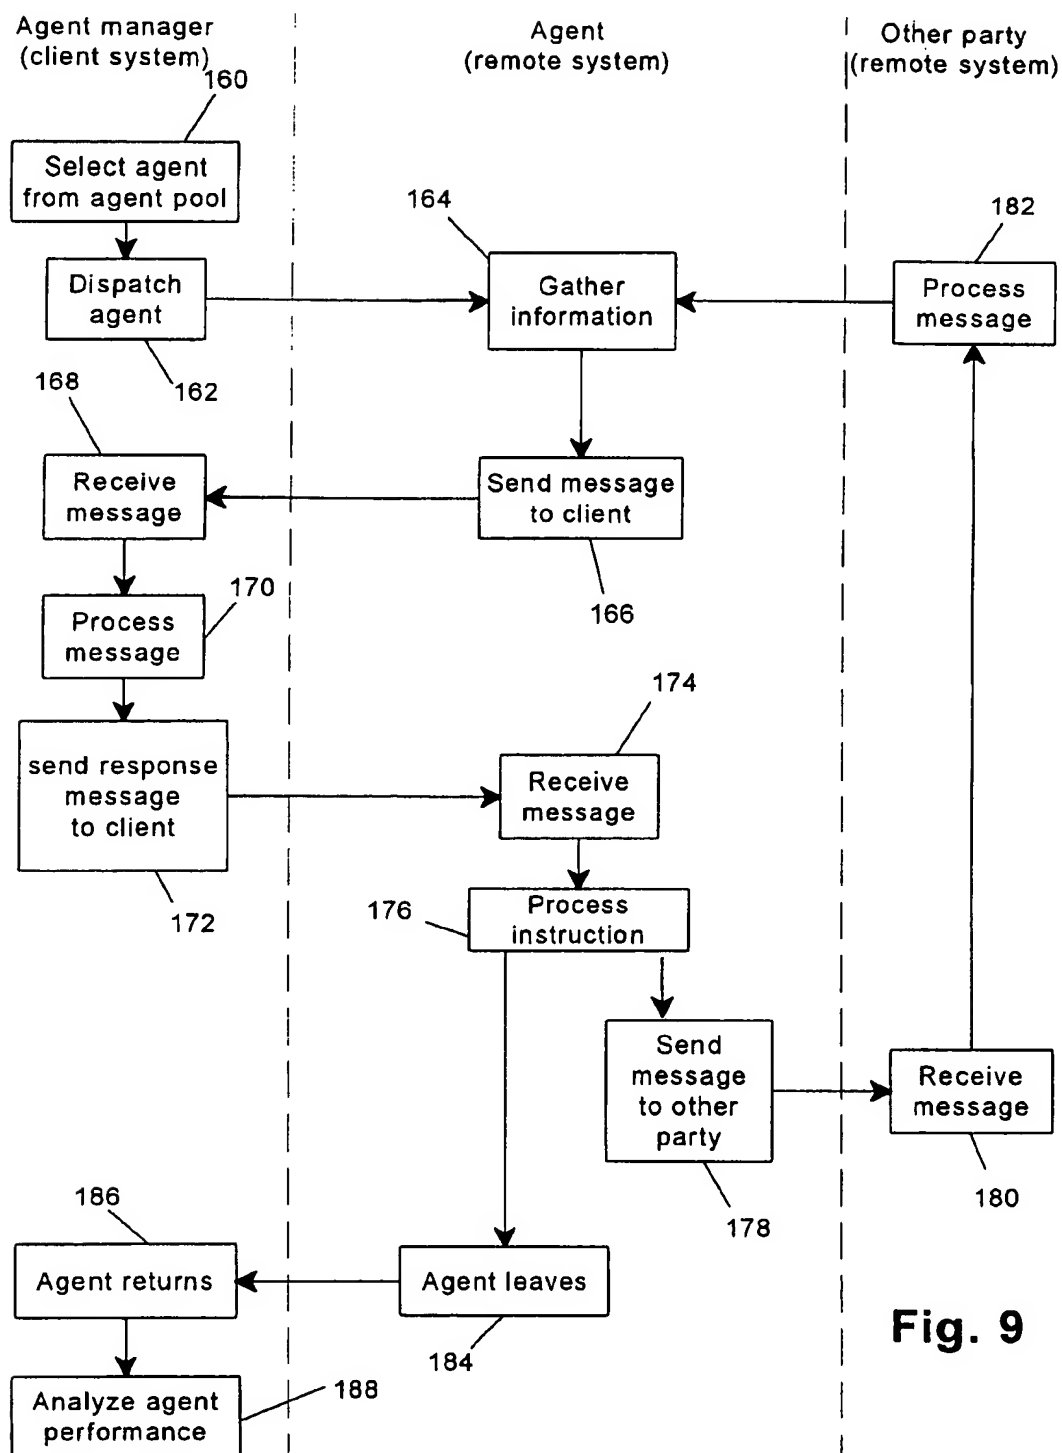 Agent manager
(client system)
Agent
(remote system)
Other party
(remote system)
160
Select agent
from agent pool
164
182
Dispatch
agent
Gather
information
Process
message
162
168
Receive
message
Send message
to client
166
170
Process
message
174
send response
message
to client
Receive
message
172
176
Process
instruction
Send
message
to other
party
Receive
message
178
180
186
Agent returns
Agent leaves
184
Fig. 9
188
Analyze agent
performance